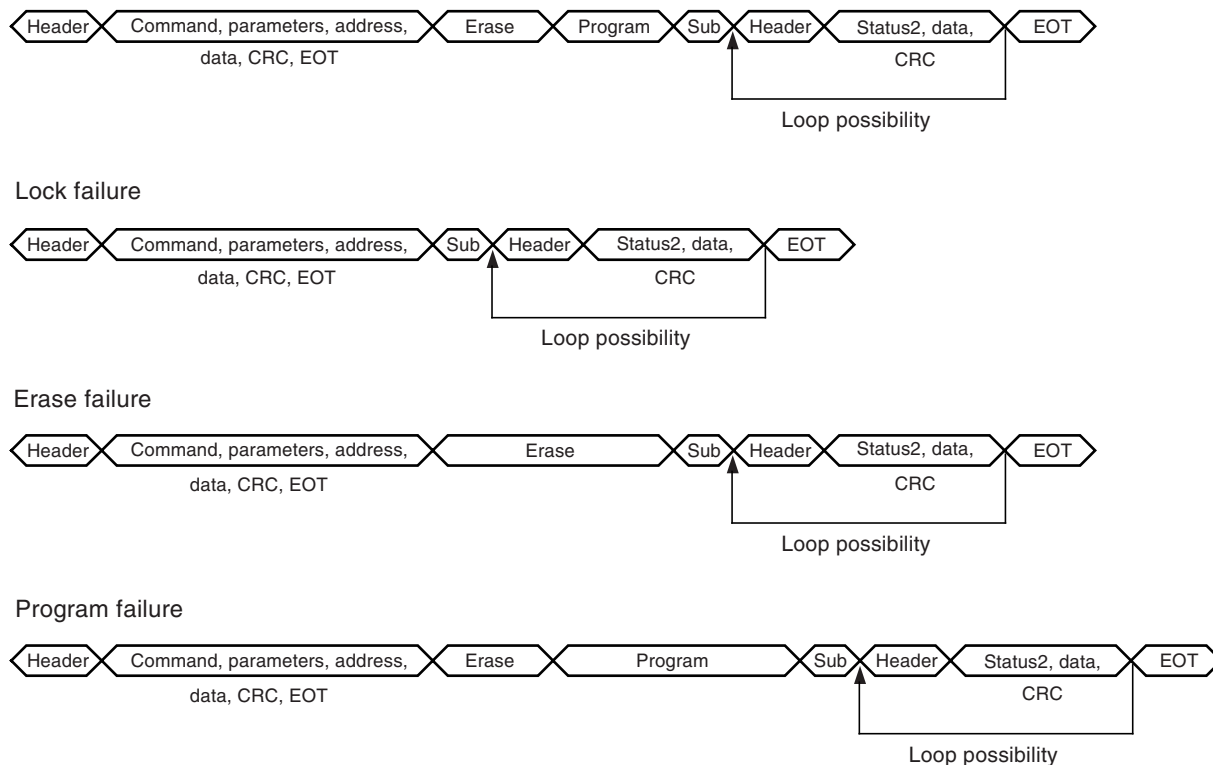 Header Command, parameters, address, Erase Program Sub Header Status2, data, EOT
data, CRC, EOT CRC
Loop possibility
Lock failure
Header Command, parameters, address, Sub Header Status2, data, EOT
data, CRC, EOT CRC
Loop possibility
Erase failure
Header Command, parameters, address, Erase Sub Header Status2, data, EOT
data, CRC, EOT CRC
Loop possibility
Program failure
Header Command, parameters, address, Erase Program Sub Header Status2, data, EOT
data, CRC, EOT CRC
Loop possibility